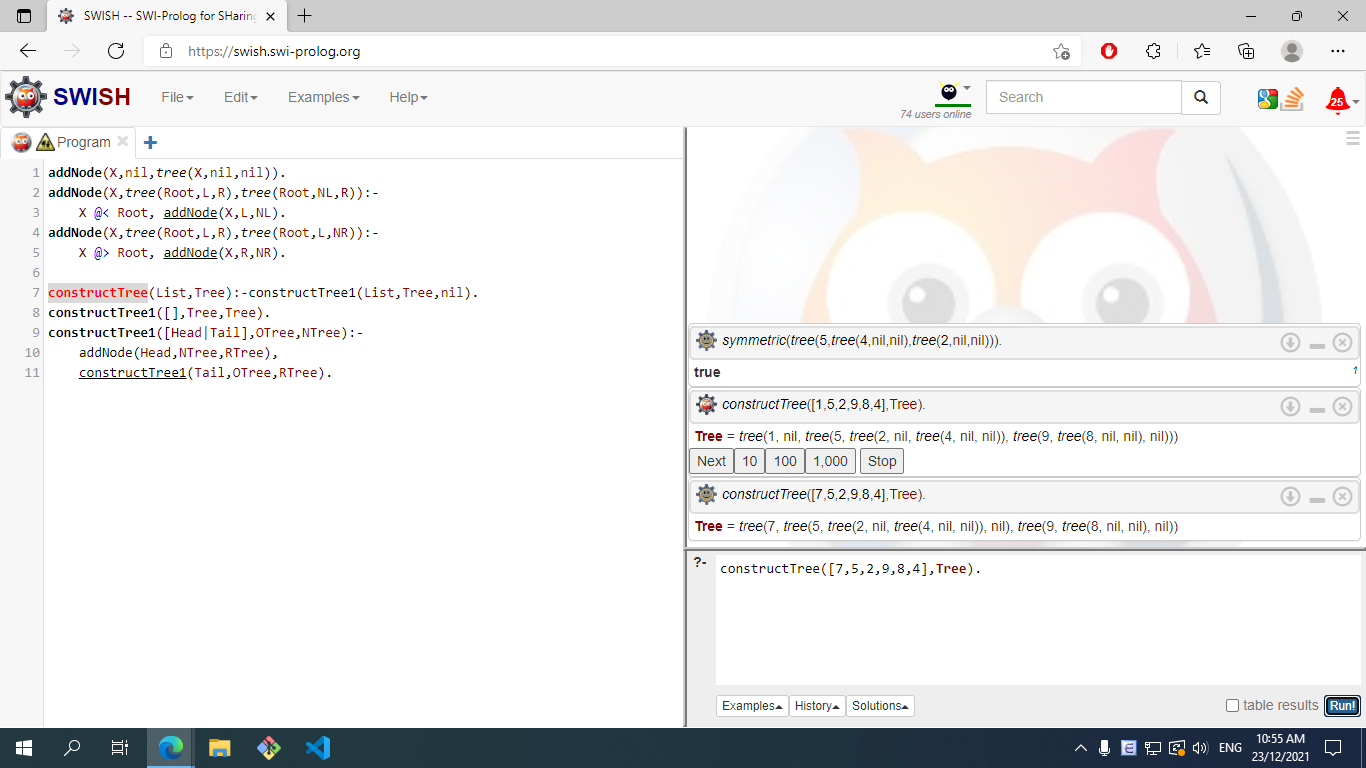 SWISH -- SWI-Prolog for SHaring
https://swish.swi-prolog.org
SWISH
File
Edit
Examples
Help
74 users online
Search
25
Program
1 addNode(X,nil,tree(X,nil,nil)).
2 addNode(X,tree(Root,L,R),tree(Root,NL,R)):-
3 X @< Root, addNode(X,L,NL).
4 addNode(X,tree(Root,L,R),tree(Root,L,NR)):-
5 X @> Root, addNode(X,R,NR).
6
7 constructTree(List,Tree):-constructTree1(List,Tree,nil).
8 constructTree1([],Tree,Tree).
9 constructTree1([Head|Tail],OTree,NTree):-
10 addNode(Head,NTree,RTree),
11 constructTree1(Tail,OTree,RTree).
symmetric(tree(5,tree(4,nil,nil),tree(2,nil,nil))).
true
1
constructTree([1,5,2,9,8,4],Tree).
Tree = tree(1, nil, tree(5, tree(2, nil, tree(4, nil, nil)), tree(9, tree(8, nil, nil), nil)))
Next 10 100 1,000 Stop
constructTree([7,5,2,9,8,4],Tree).
Tree = tree(7, tree(5, tree(2, nil, tree(4, nil, nil)), nil), tree(9, tree(8, nil, nil), nil))
?- constructTree([7,5,2,9,8,4],Tree).
Examples History Solutions
table results Run!
ENG
10:55 AM
23/12/2021